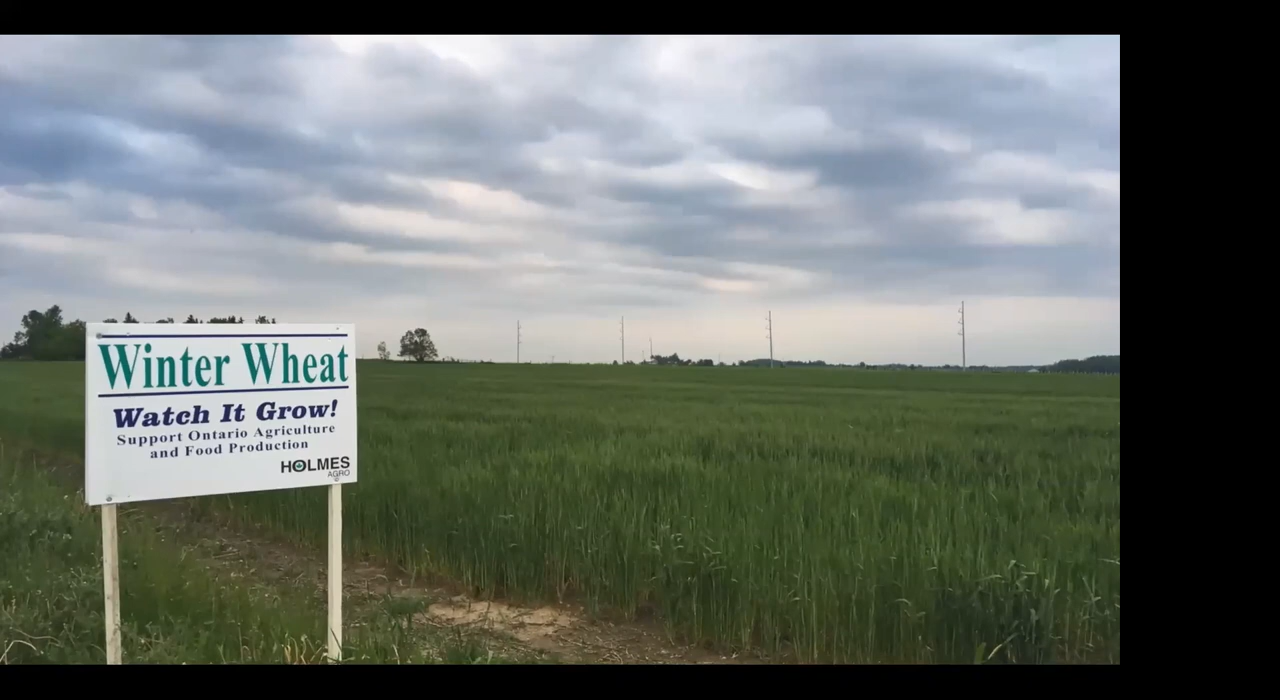 Winter Wheat
Watch It Grow!
Support Ontario Agriculture
and Food Production
HOLMES
AGRO